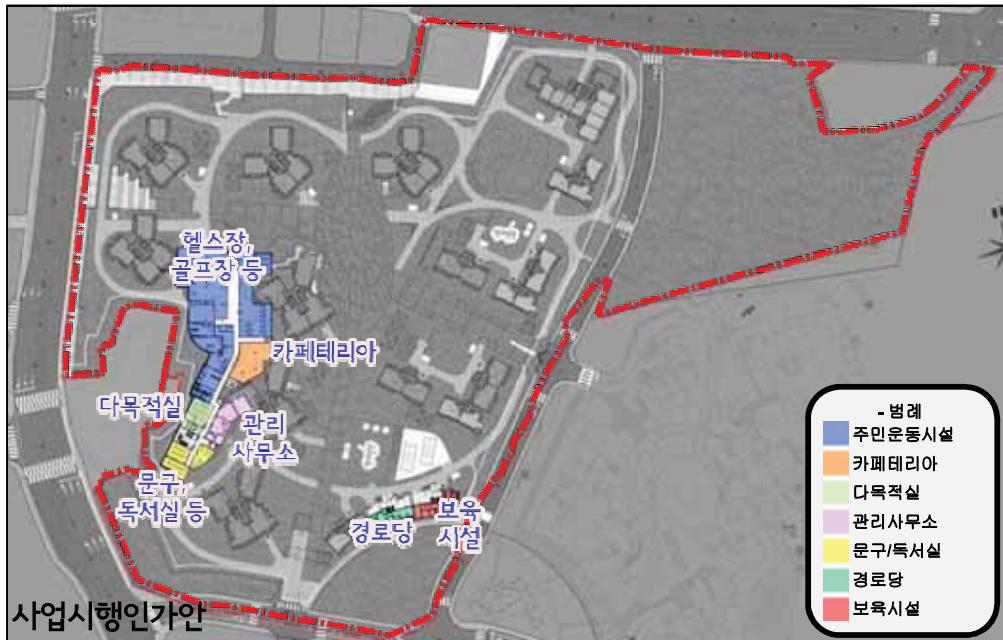 헬스장,
골프장 등
카페테리아
다목적실
관리
사무소
문구,
독서실 등
경로당
보육
시설
- 범례
주민운동시설
카페테리아
다목적실
관리사무소
문구/독서실
경로당
보육시설
사업시행인가안